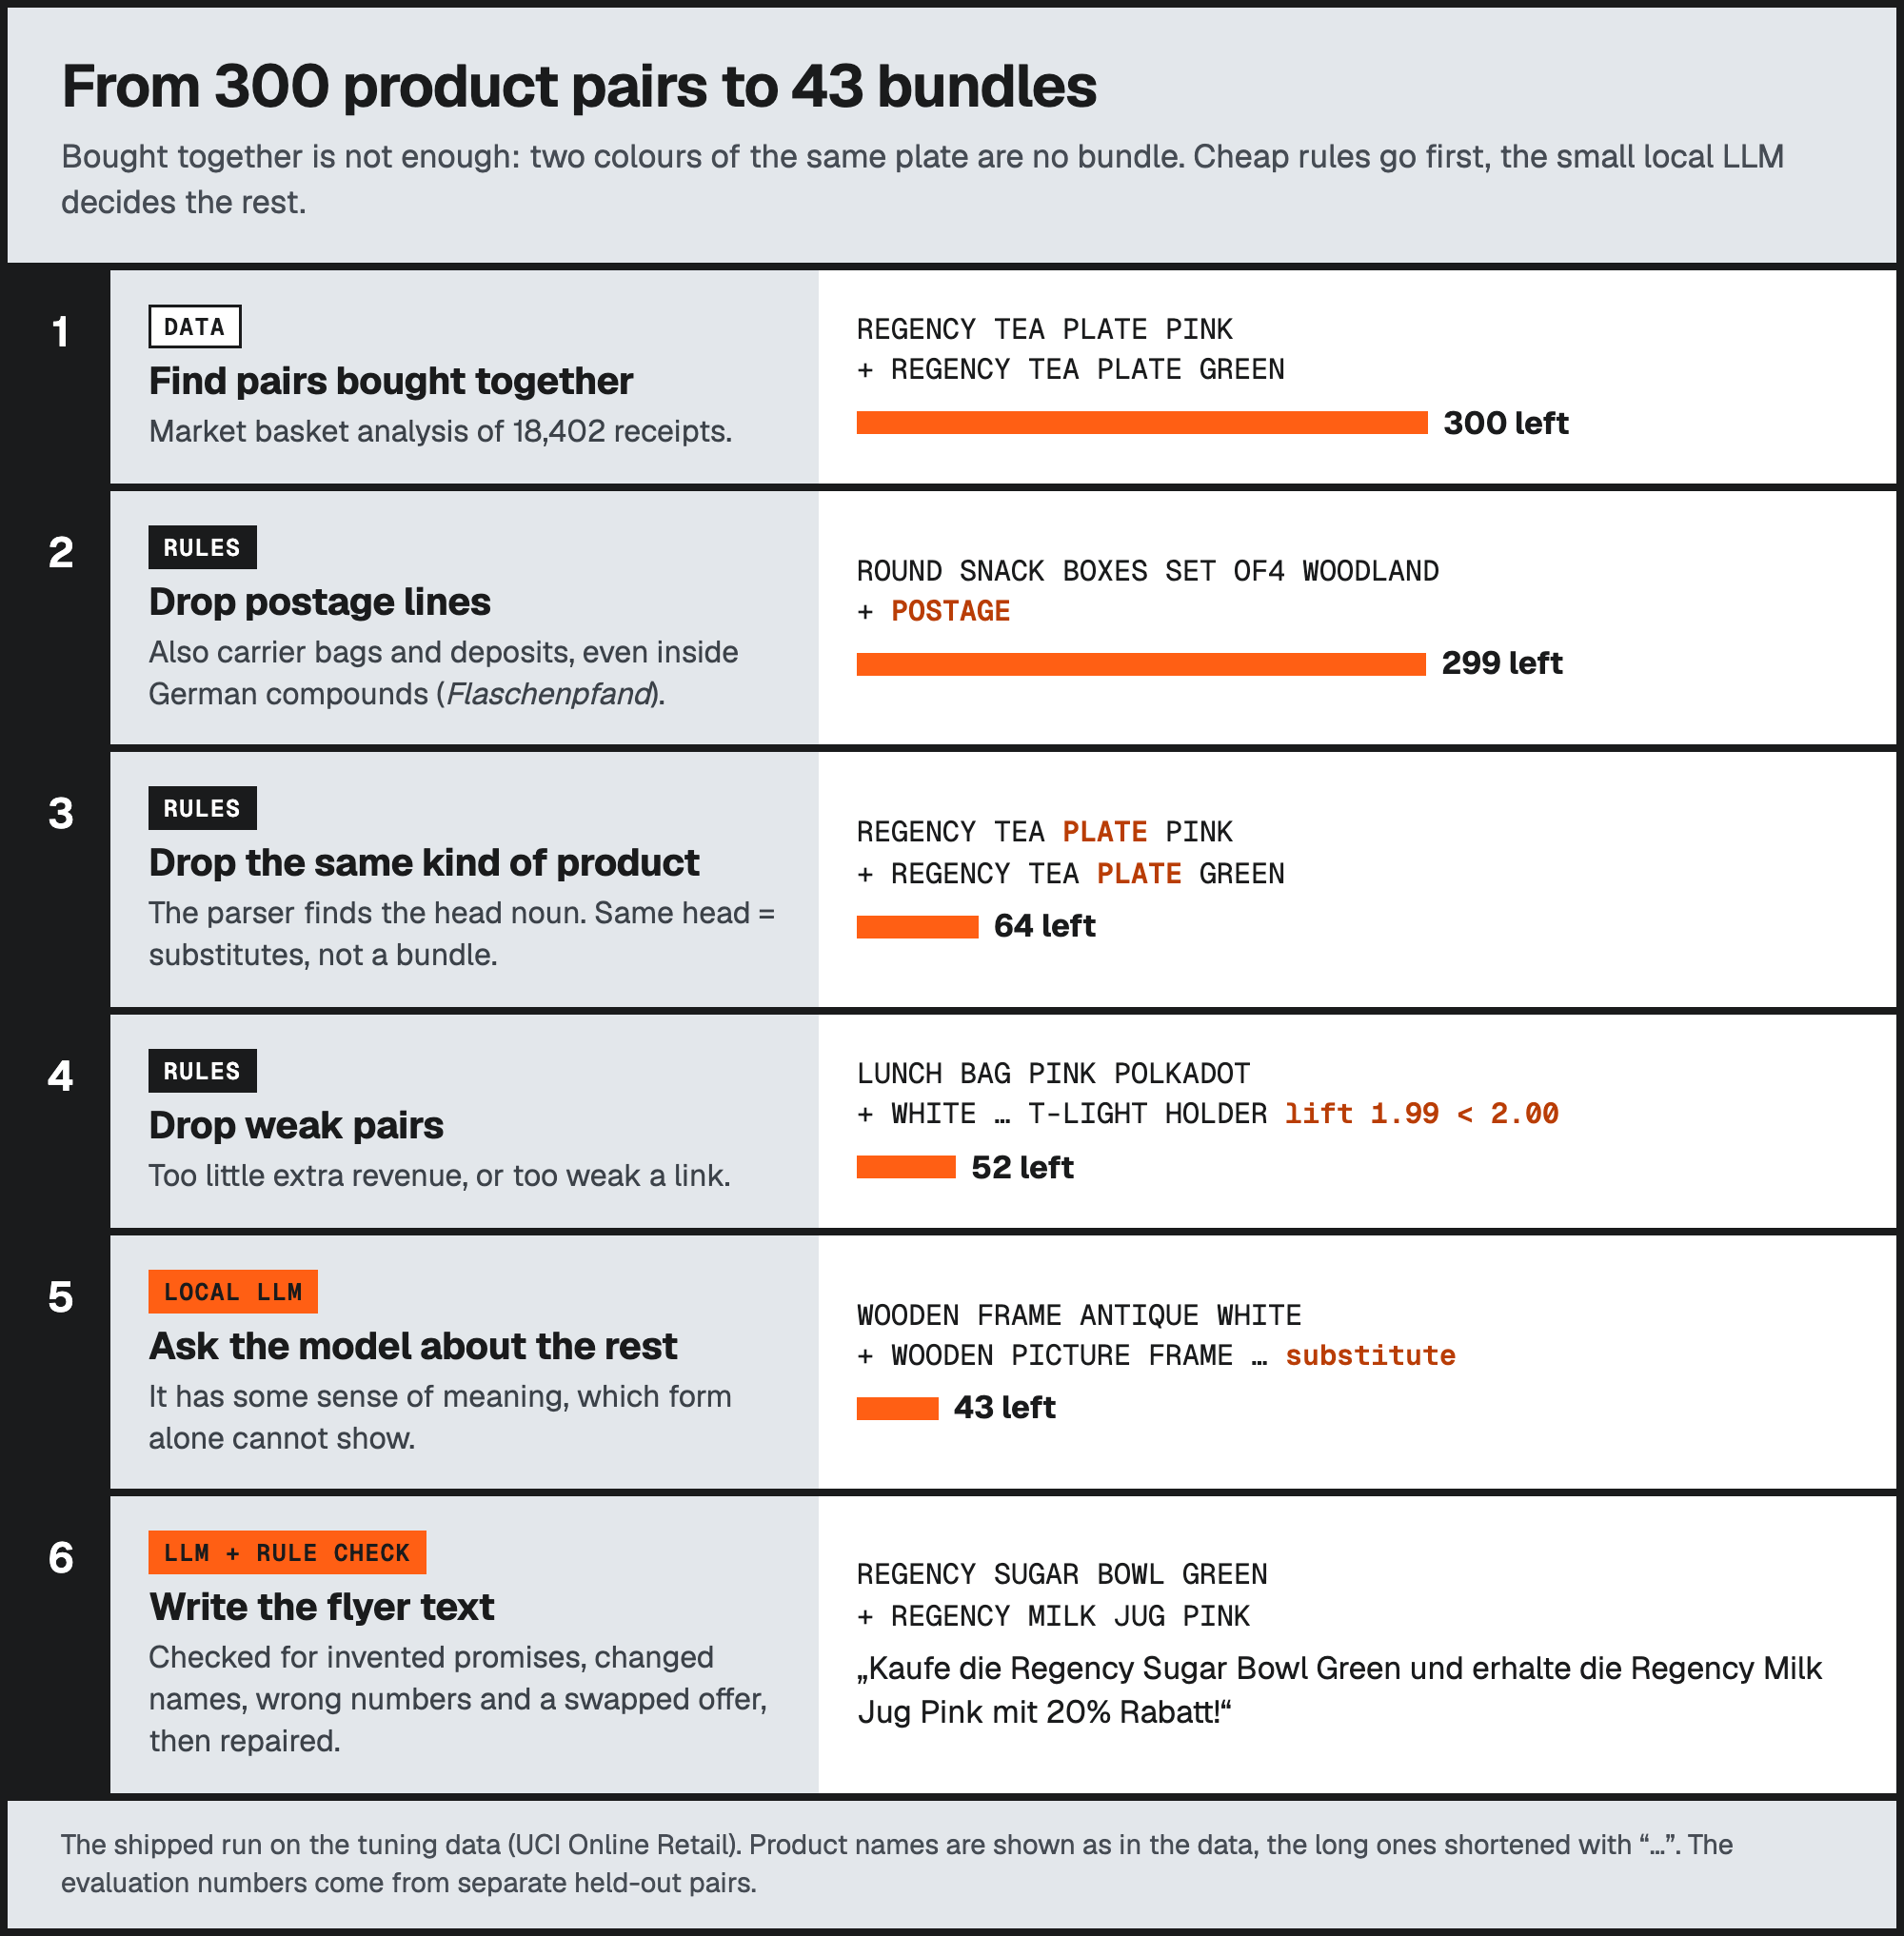 From 300 product pairs to 43 bundles
Bought together is not enough: two colours of the same plate are no bundle. Cheap rules go first, the small local LLM
decides the rest.
1
DATA
Find pairs bought together
Market basket analysis of 18,402 receipts.
REGENCY TEA PLATE PINK
+ REGENCY TEA PLATE GREEN
300 left
2
RULES
Drop postage lines
Also carrier bags and deposits, even inside
German compounds (Flaschenpfand).
ROUND SNACK BOXES SET OF4 WOODLAND
+ POSTAGE
299 left
3
RULES
Drop the same kind of product
The parser finds the head noun. Same head =
substitutes, not a bundle.
REGENCY TEA PLATE PINK
+ REGENCY TEA PLATE GREEN
64 left
4
RULES
Drop weak pairs
Too little extra revenue, or too weak a link.
LUNCH BAG PINK POLKADOT
+ WHITE … T-LIGHT HOLDER lift 1.99 < 2.00
52 left
5
LOCAL LLM
Ask the model about the rest
It has some sense of meaning, which form
alone cannot show.
WOODEN FRAME ANTIQUE WHITE
+ WOODEN PICTURE FRAME … substitute
43 left
6
LLM + RULE CHECK
Write the flyer text
Checked for invented promises, changed
names, wrong numbers and a swapped offer,
then repaired.
REGENCY SUGAR BOWL GREEN
+ REGENCY MILK JUG PINK
„Kaufe die Regency Sugar Bowl Green und erhalte die Regency Milk
Jug Pink mit 20% Rabatt!“
The shipped run on the tuning data (UCI Online Retail). Product names are shown as in the data, the long ones shortened with “…”. The
evaluation numbers come from separate held-out pairs.